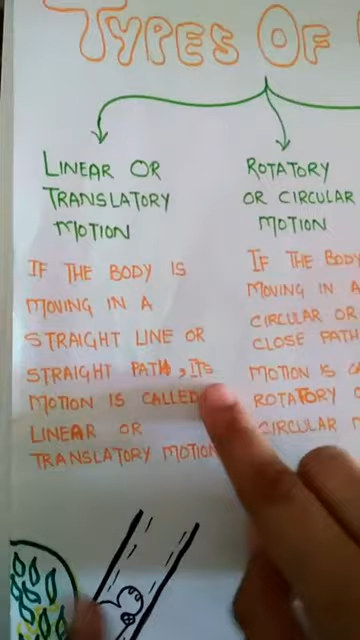 TYPES OF
LINEAR OR
TRANSLATORY
MOTION
IF THE BODY IS
MOVING IN A
STRAIGHT LINE OR
STRAIGHT PATH, ITS
MOTION IS CALLED
LINEAR OR
TRANSLATORY MOTION
ROTATORY
OR CIRCULAR
MOTION
IF THE BODY
MOVING IN A
CIRCULAR OR
CLOSE PATH
MOTION IS CA
ROTATORY O
CIRCULAR M